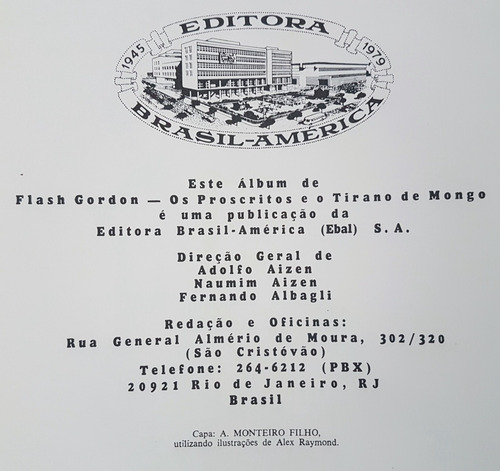 EDITORA
1945 1979
BRASIL-AMÉRICA
Este Álbum de
Flash Gordon — Os Proscritos e o Tirano de Mongo
é uma publicação da
Editora Brasil-América (Ebal) S.A.
Direção Geral de
Adolfo Aizen
Naumim Aizen
Fernando Albagli
Redação e Oficinas:
Rua General Almério de Moura, 302/320
(São Cristóvão)
Telefone: 264-6212 (PBX)
20921 Rio de Janeiro, RJ
Brasil
Capa: A. MONTEIRO FILHO,
utilizando ilustrações de Alex Raymond.